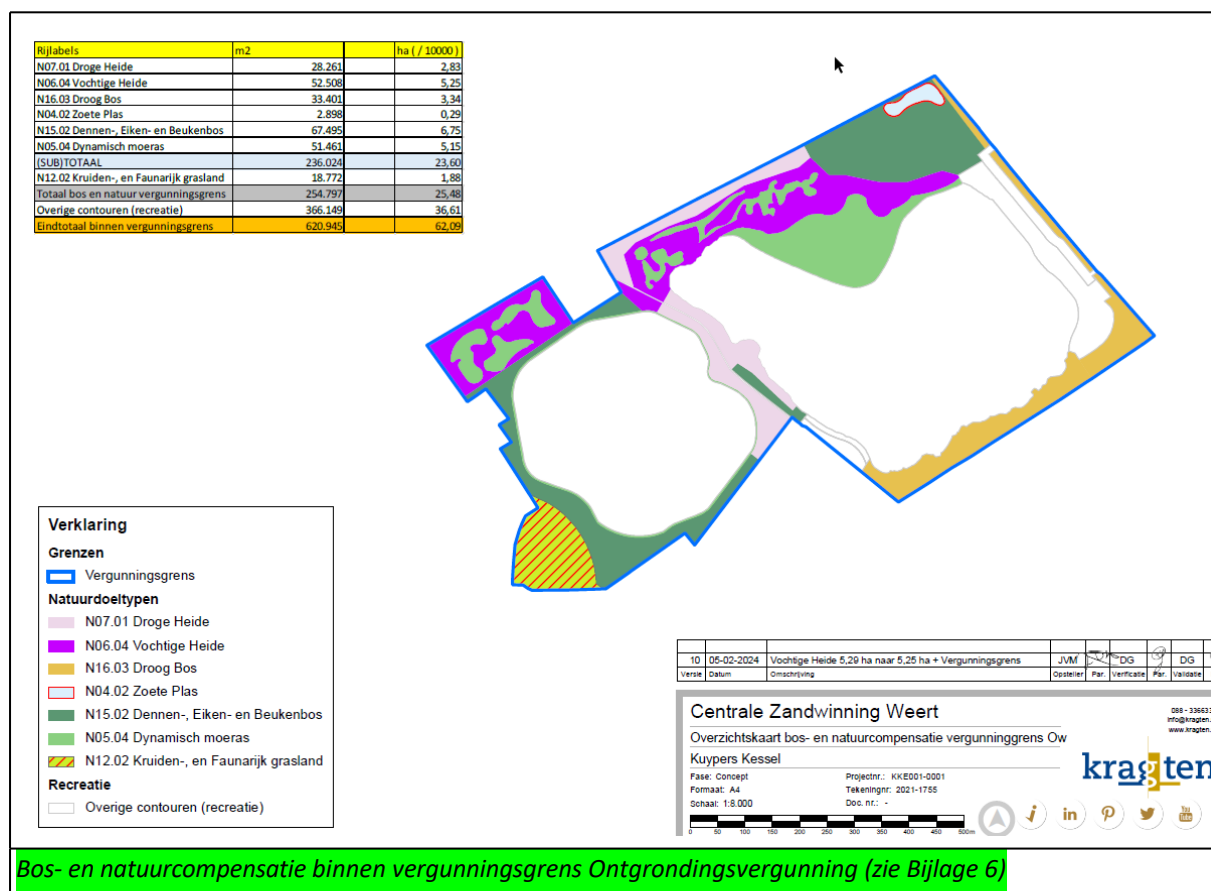 Rijlabels m2 ha ( / 10000 )
N07.01 Droge Heide 28.261 2,83
N06.04 Vochtige Heide 52.508 5,25
N16.03 Droog Bos 33.401 3,34
N04.02 Zoete Plas 2.898 0,29
N15.02 Dennen-, Eiken- en Beukenbos 67.495 6,75
N05.04 Dynamisch moeras 51.461 5,15
(SUB)TOTAAL 236.024 23,60
N12.02 Kruiden-, en Faunarijk grasland 18.772 1,88
Totaal bos en natuur vergunningsgrens 254.797 25,48
Overige contouren (recreatie) 366.149 36,61
Eindtotaal binnen vergunningsgrens 620.945 62,09
Verklaring
Grenzen
Vergunningsgrens
Natuurdoeltypen
N07.01 Droge Heide
N06.04 Vochtige Heide
N16.03 Droog Bos
N04.02 Zoete Plas
N15.02 Dennen-, Eiken- en Beukenbos
N05.04 Dynamisch moeras
N12.02 Kruiden-, en Faunarijk grasland
Recreatie
Overige contouren (recreatie)
10 05-02-2024 Vochtige Heide 5,29 ha naar 5,25 ha + Vergunningsgrens JVM DG DG
Versie Datum Omschrijving Opsteller Par. Verificatie Par. Validatie
Centrale Zandwinning Weert
088 - 33663
info@kragten.
www.kragten.
Overzichtskaart bos- en natuurcompensatie vergunninggrens Ow
Kuypers Kessel
kragten
Fase: Concept Projectnr.: KKE001-0001
Formaat: A4 Tekeningnr: 2021-1755
Schaal: 1:8.000 Doc. nr.: -
0 50 100 150 200 250 300 350 400 450 500m
Bos- en natuurcompensatie binnen vergunningsgrens Ontgrondingsvergunning (zie Bijlage 6)